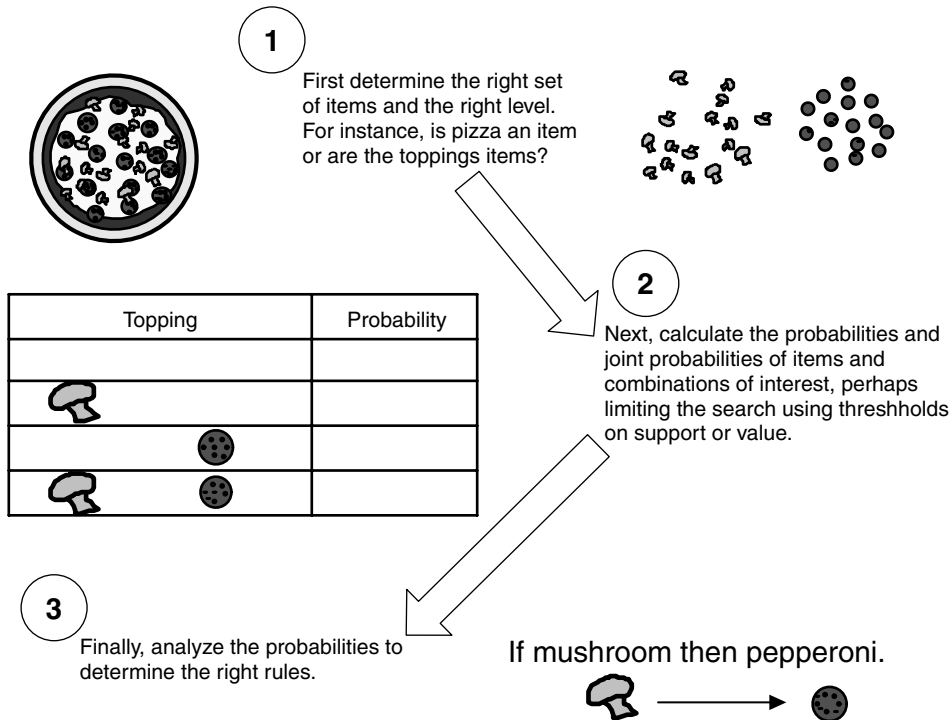 1
First determine the right set
of items and the right level.
For instance, is pizza an item
or are the toppings items?
2
Next, calculate the probabilities and
joint probabilities of items and
combinations of interest, perhaps
limiting the search using threshholds
on support or value.
Topping Probability
3
Finally, analyze the probabilities to
determine the right rules.
If mushroom then pepperoni.